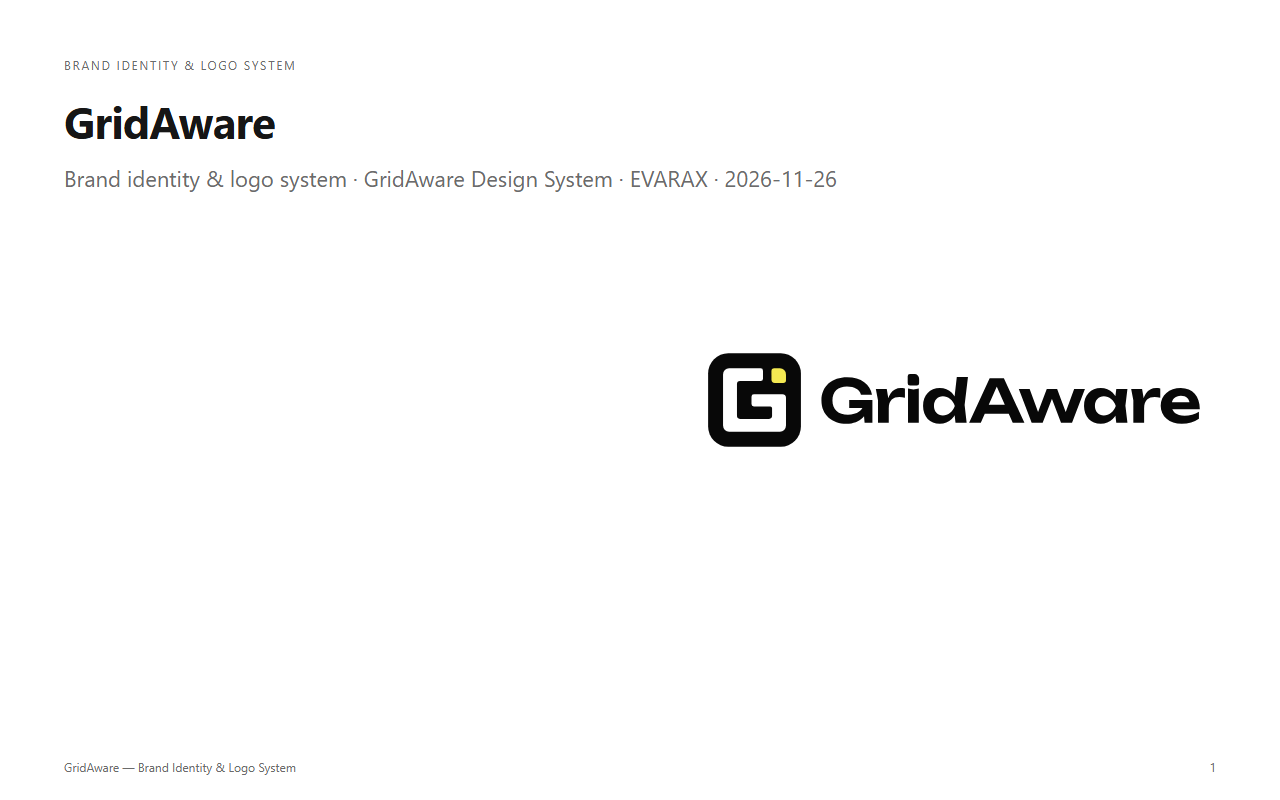 BRAND IDENTITY & LOGO SYSTEM
GridAware
Brand identity & logo system · GridAware Design System · EVARAX · 2026-11-26
GridAware
GridAware — Brand Identity & Logo System
1